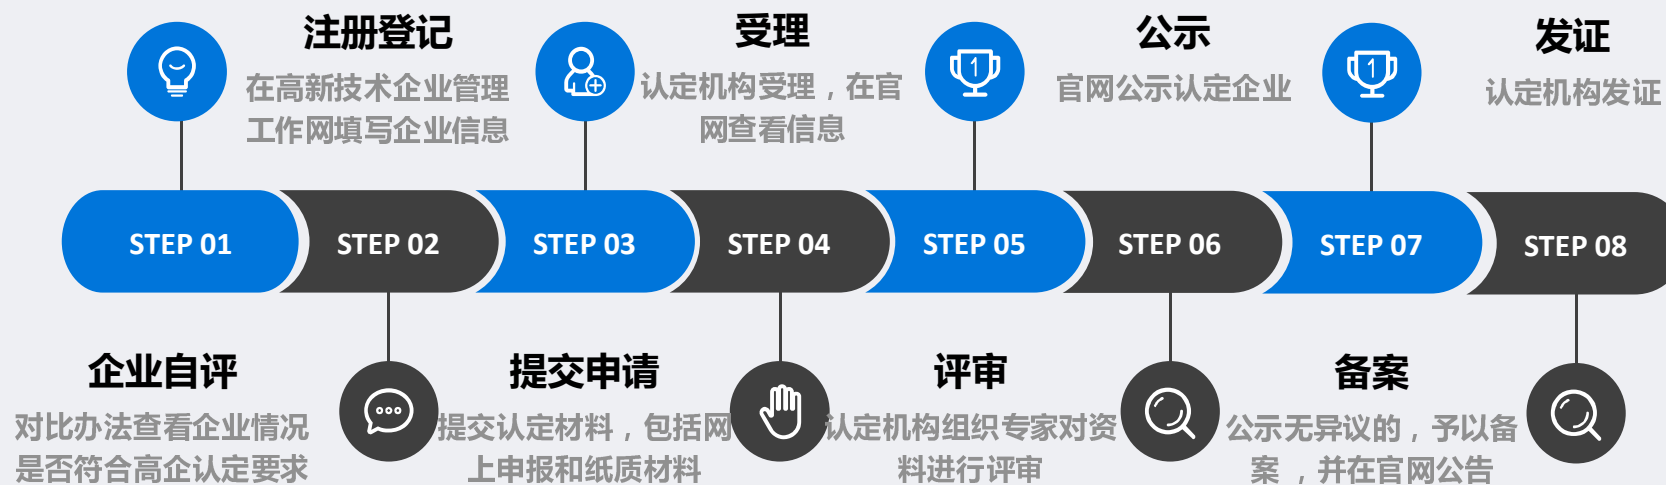 注册登记
在高新技术企业管理
工作网填写企业信息
受理
认定机构受理，在官
网查看信息
公示
官网公示认定企业
发证
认定机构发证
1
1
STEP 01
STEP 02
STEP 03
STEP 04
STEP 05
STEP 06
STEP 07
STEP 08
企业自评
对比办法查看企业情况
是否符合高企认定要求
提交申请
提交认定材料，包括网
上申报和纸质材料
评审
认定机构组织专家对资
料进行评审
备案
公示无异议的，予以备
案 ，并在官网公告